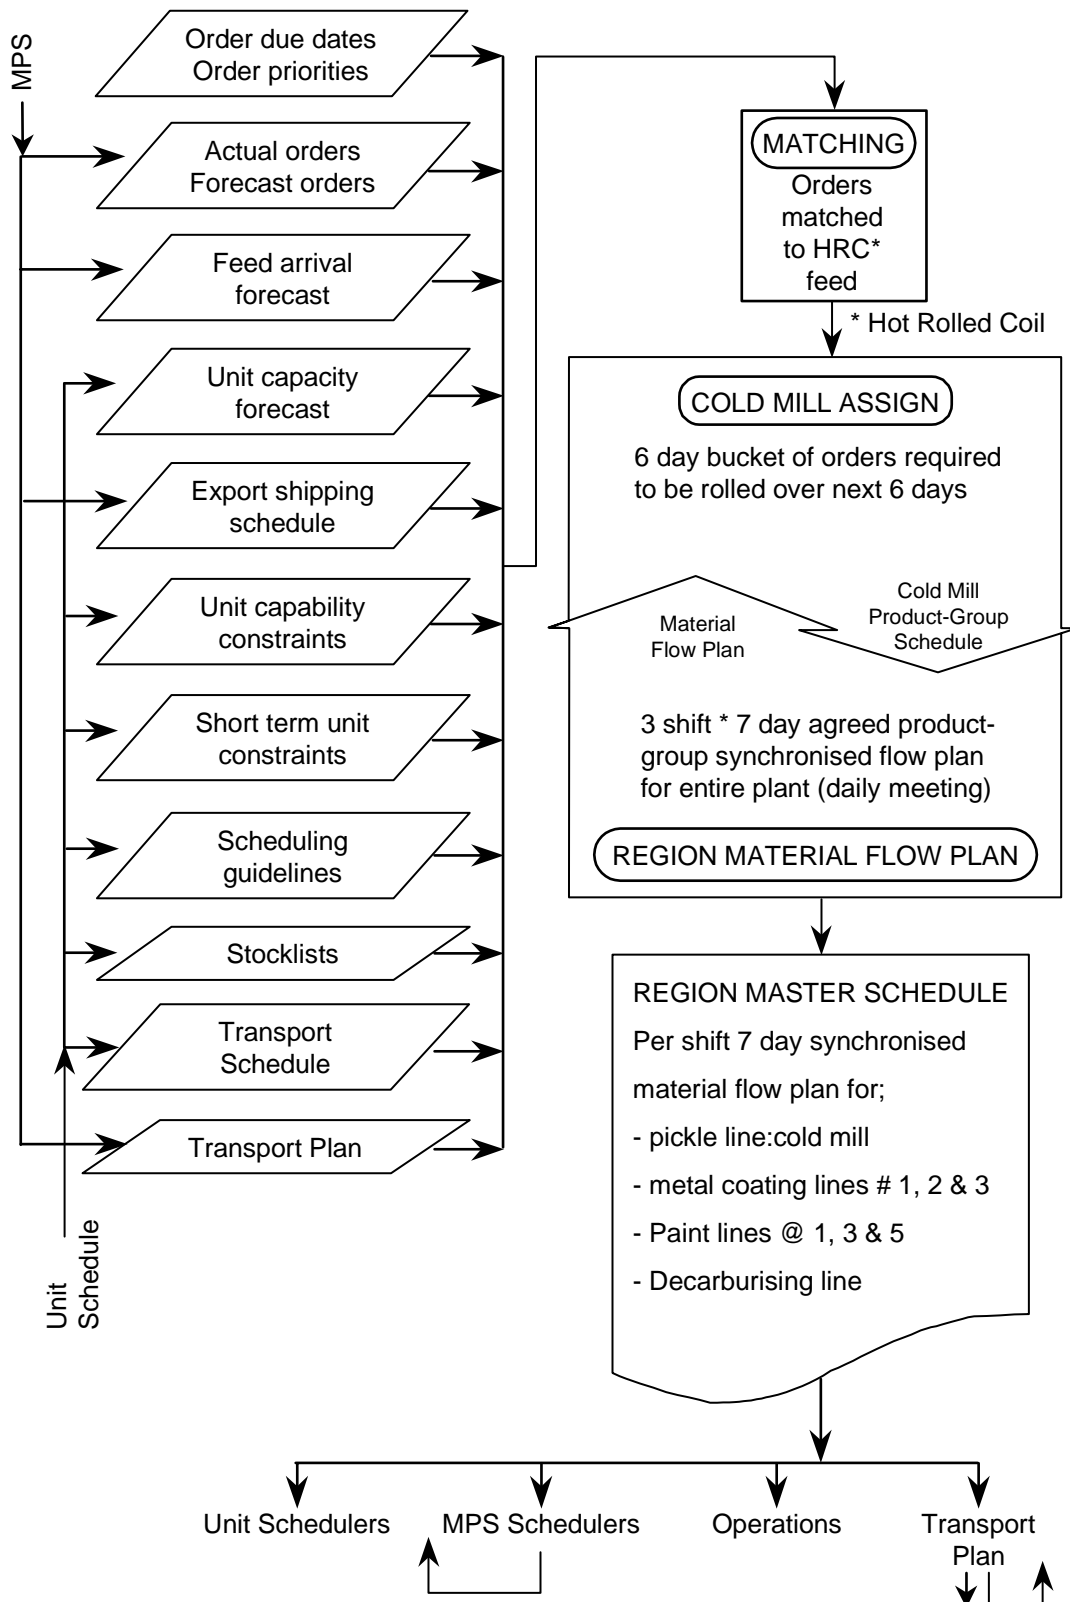 MPS
Order due dates
Order priorities
Actual orders
Forecast orders
Feed arrival
forecast
Unit capacity
forecast
Export shipping
schedule
Unit capability
constraints
Short term unit
constraints
Scheduling
guidelines
Stocklists
Transport
Schedule
Transport Plan
Unit
Schedule
MATCHING
Orders
matched
to HRC*
feed
* Hot Rolled Coil
COLD MILL ASSIGN
6 day bucket of orders required
to be rolled over next 6 days
Material
Flow Plan
Cold Mill
Product-Group
Schedule
3 shift * 7 day agreed product-
group synchronised flow plan
for entire plant (daily meeting)
REGION MATERIAL FLOW PLAN
REGION MASTER SCHEDULE
Per shift 7 day synchronised
material flow plan for;
- pickle line:cold mill
- metal coating lines # 1, 2 & 3
- Paint lines @ 1, 3 & 5
- Decarburising line
Unit Schedulers
MPS Schedulers
Operations
Transport
Plan